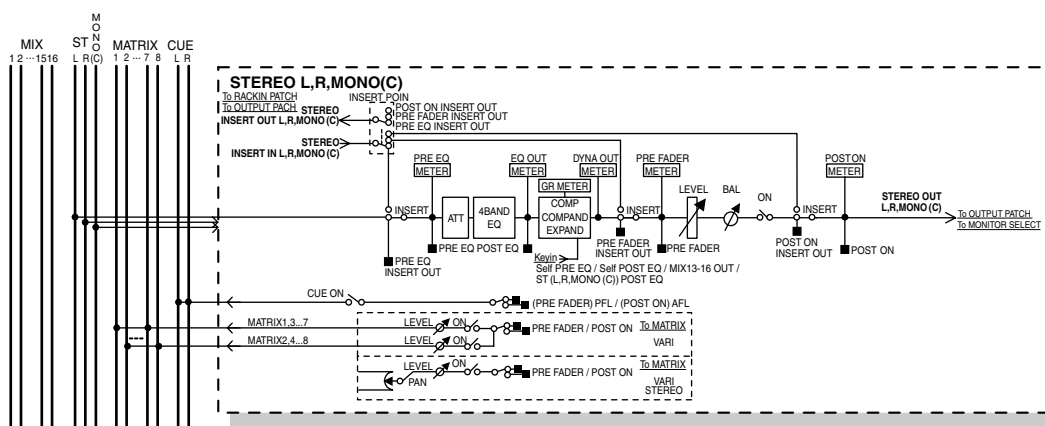 MIX
ST
MONO(C)
MATRIX
CUE
1 2 ··· 15 16
L R (C)
1 2 ··· 7 8
L R
STEREO L,R,MONO(C)
To RACKIN PATCH
To OUTPUT PACH
STEREO
INSERT OUT L,R,MONO(C)
STEREO
INSERT IN L,R,MONO(C)
INSERT POIN
POST ON INSERT OUT
PRE FADER INSERT OUT
PRE EQ INSERT OUT
PRE EQ
METER
EQ OUT
METER
DYNA OUT
METER
PRE FADER
METER
POST ON
METER
GR METER
INSERT
ATT
4BAND
EQ
COMP
COMPAND
EXPAND
INSERT
LEVEL
BAL
ON
INSERT
STEREO OUT
L,R,MONO(C)
To OUTPUT PATCH
To MONITOR SELECT
PRE EQ
INSERT OUT
PRE EQ
POST EQ
PRE FADER
INSERT OUT
PRE FADER
POST ON
INSERT OUT
POST ON
Keyin
Self PRE EQ / Self POST EQ / MIX13-16 OUT /
ST (L,R,MONO (C)) POST EQ
CUE ON
(PRE FADER) PFL / (POST ON) AFL
MATRIX1,3...7
LEVEL
ON
PRE FADER / POST ON
To MATRIX
VARI
MATRIX2,4...8
LEVEL
ON
LEVEL
ON
PAN
PRE FADER / POST ON
To MATRIX
VARI
STEREO